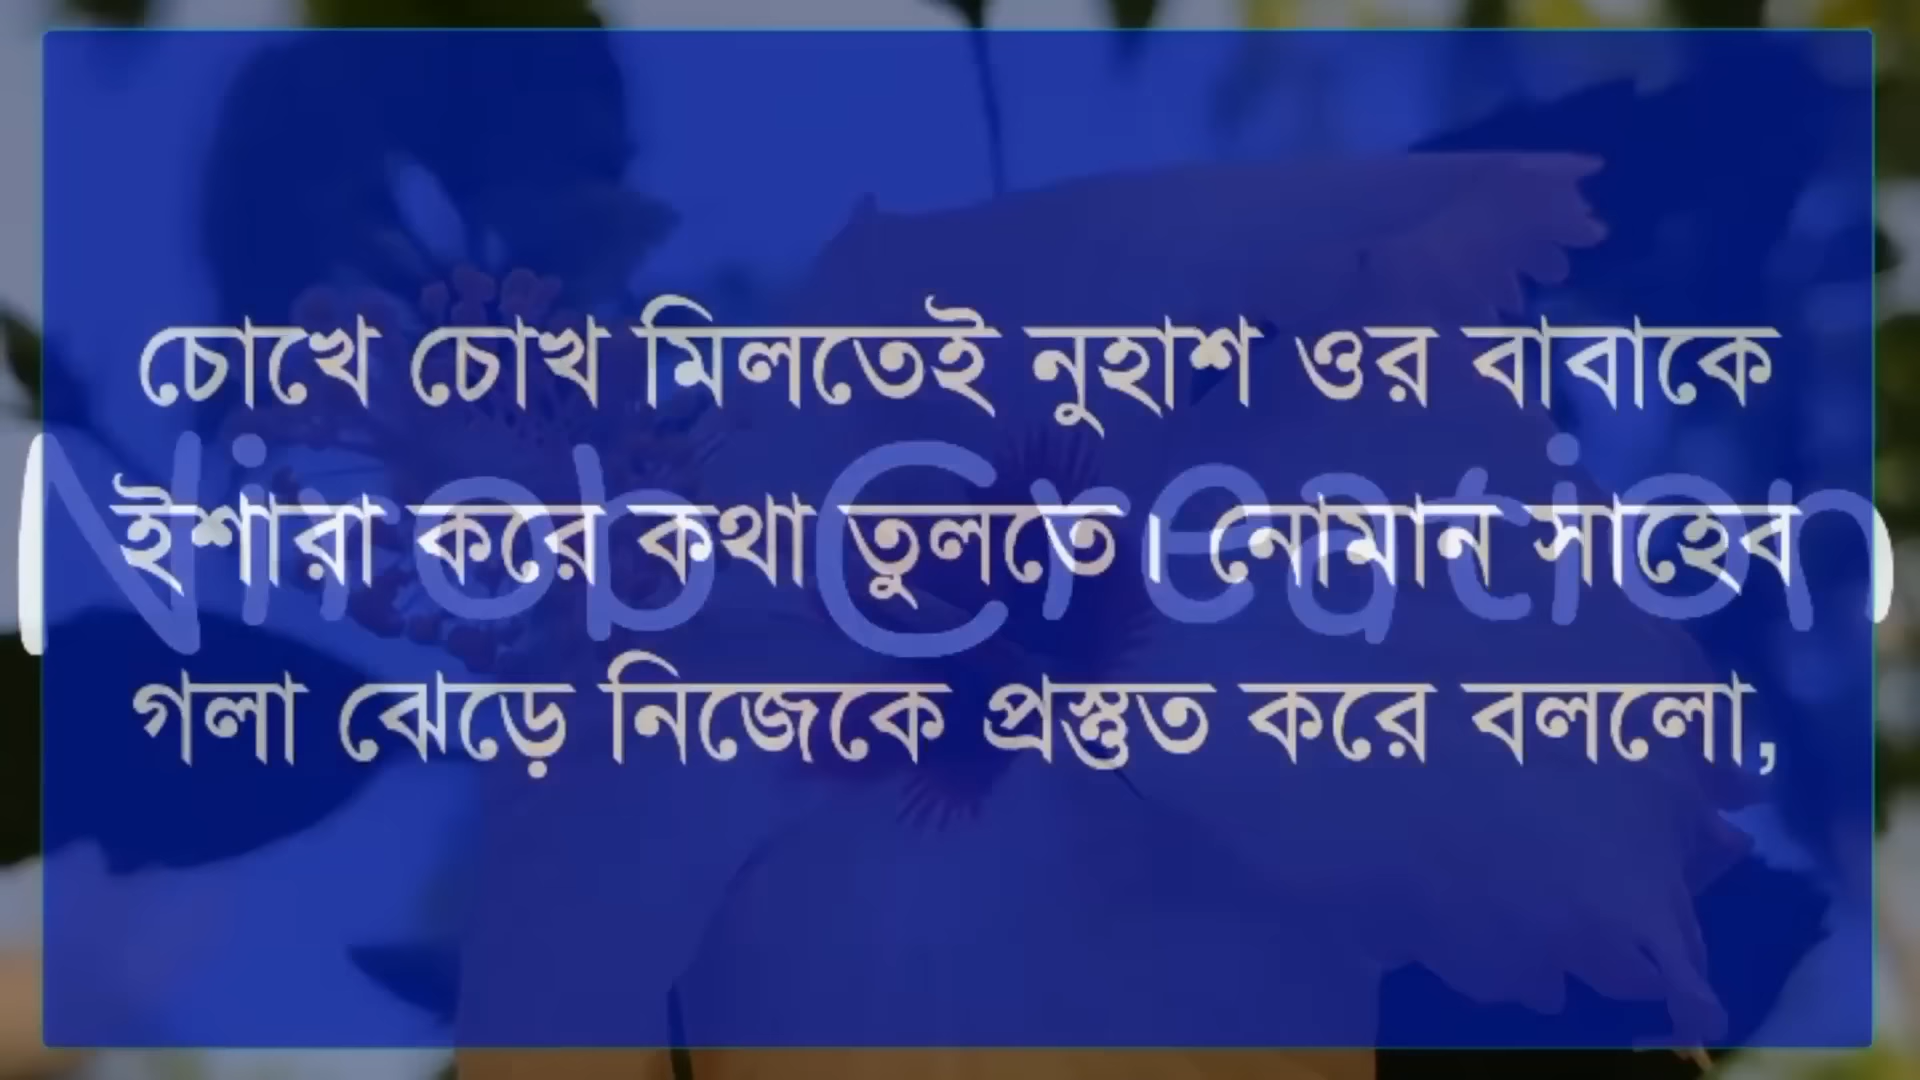 চোখে চোখ মিলতেই নুহাশ ওর বাবাকে
ইশারা করে কথা তুলতে। নোমান সাহেব
গলা ঝেড়ে নিজেকে প্রস্তুত করে বললো,
Nirob Creation